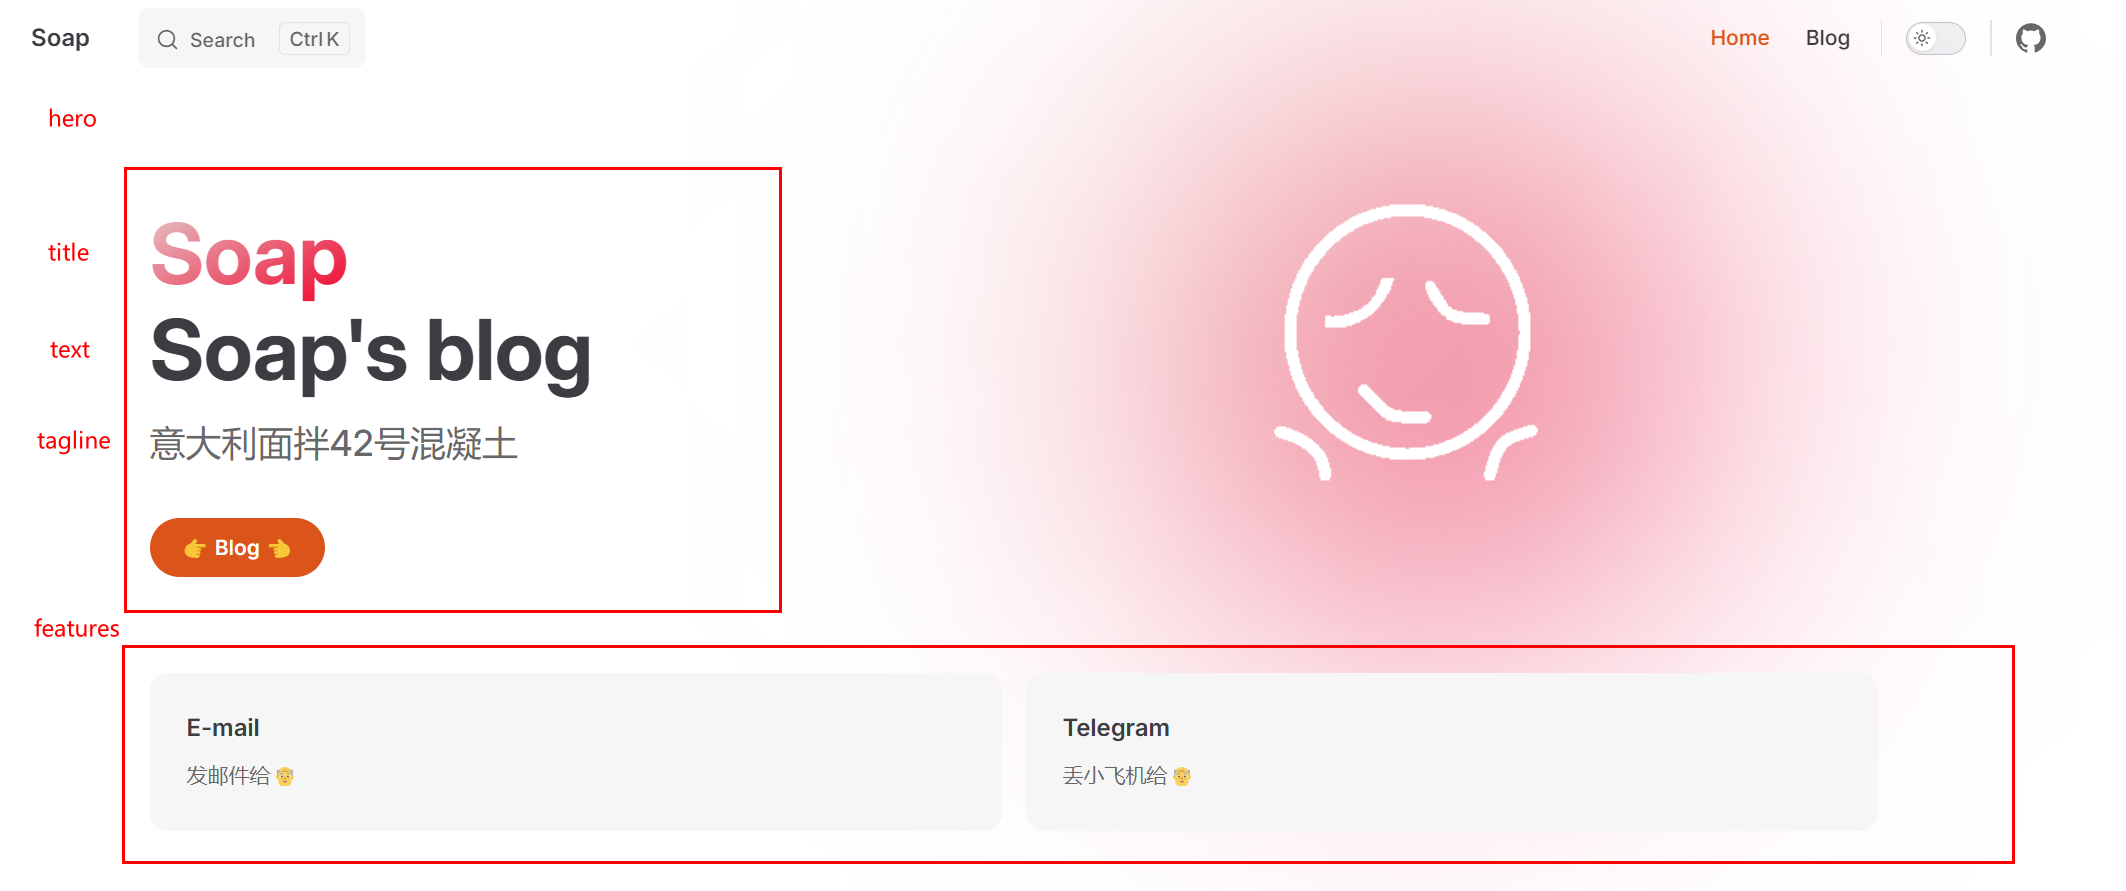 Soap
Search Ctrl K
Home Blog
hero
title
Soap
text
Soap's blog
tagline
意大利面拌42号混凝土
👉 Blog 👈
features
E-mail
发邮件给
Telegram
丢小飞机给